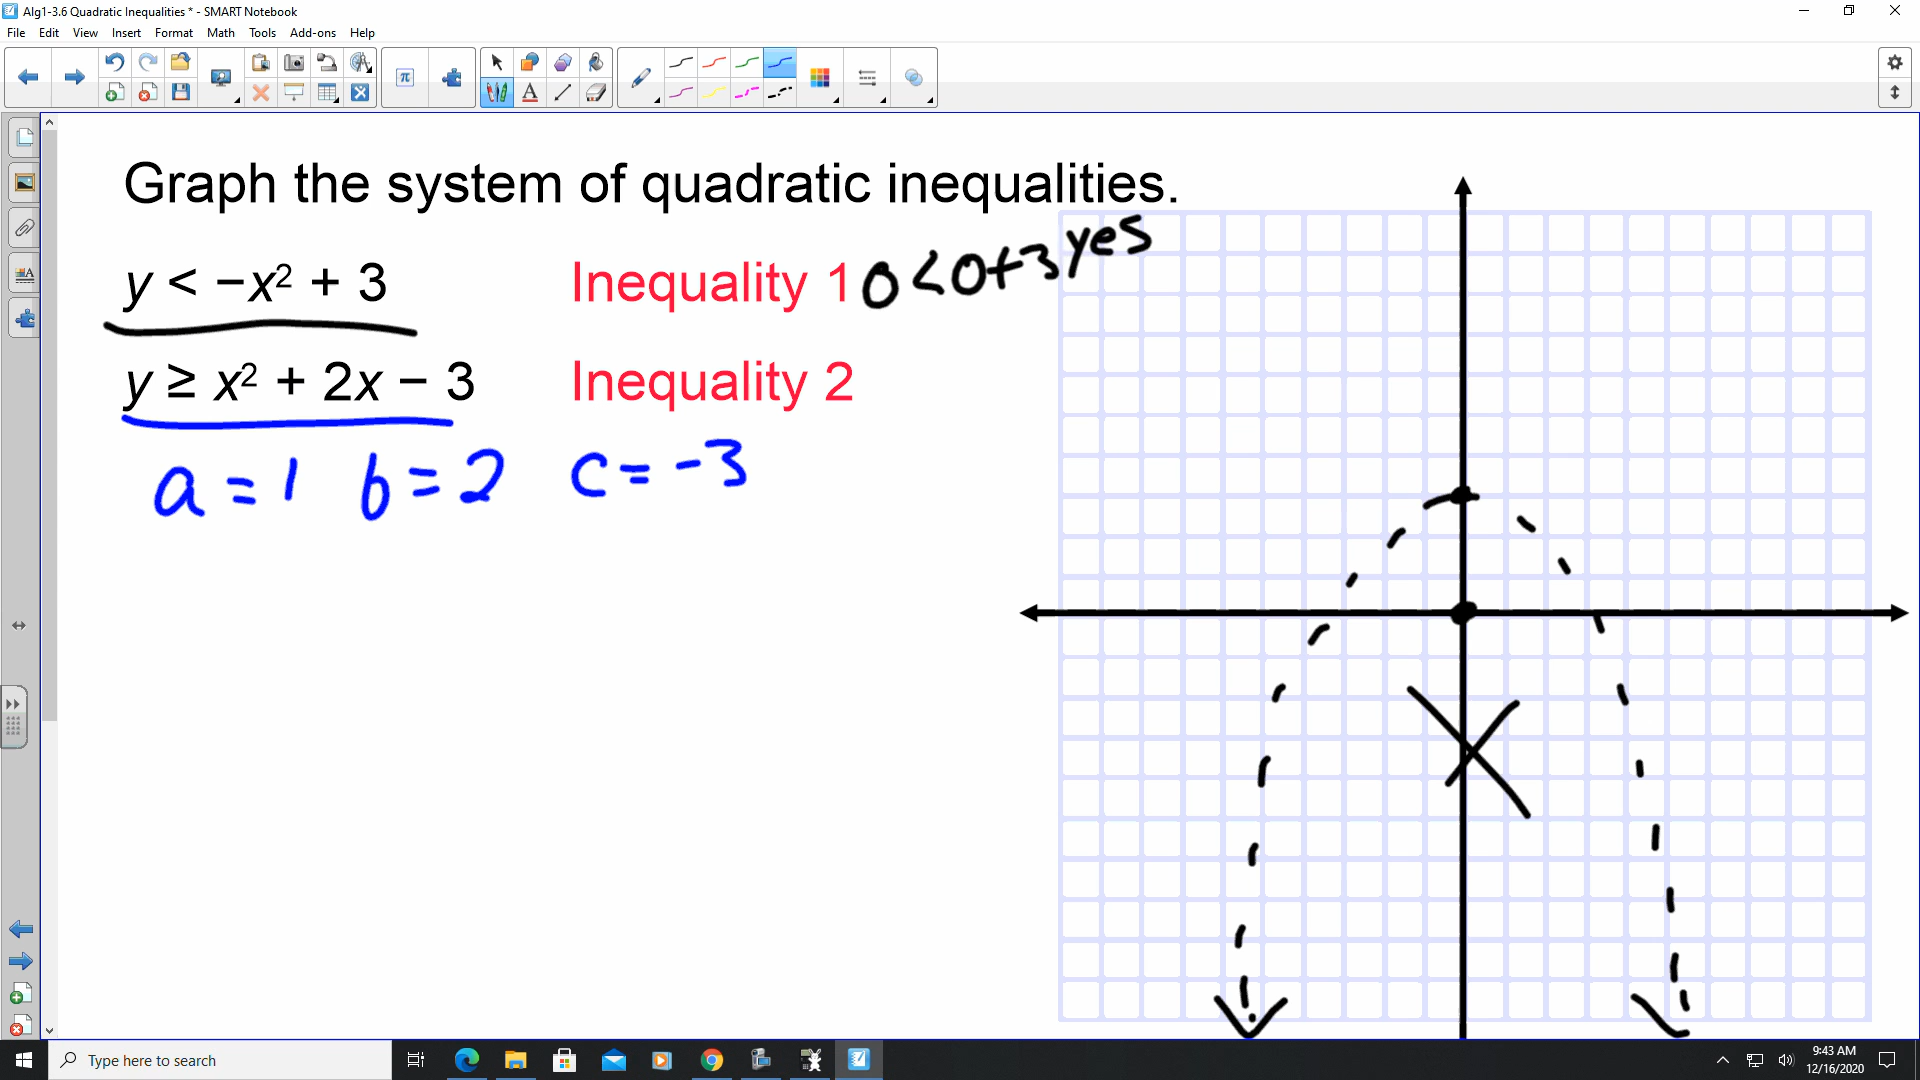 Alg1-3.6 Quadratic Inequalities * - SMART Notebook
File Edit View Insert Format Math Tools Add-ons Help
Graph the system of quadratic inequalities.
y < −x² + 3 Inequality 1 0<0+3 yes
y ≥ x² + 2x − 3 Inequality 2
a=1 b=2 c=-3
Type here to search
9:43 AM
12/16/2020